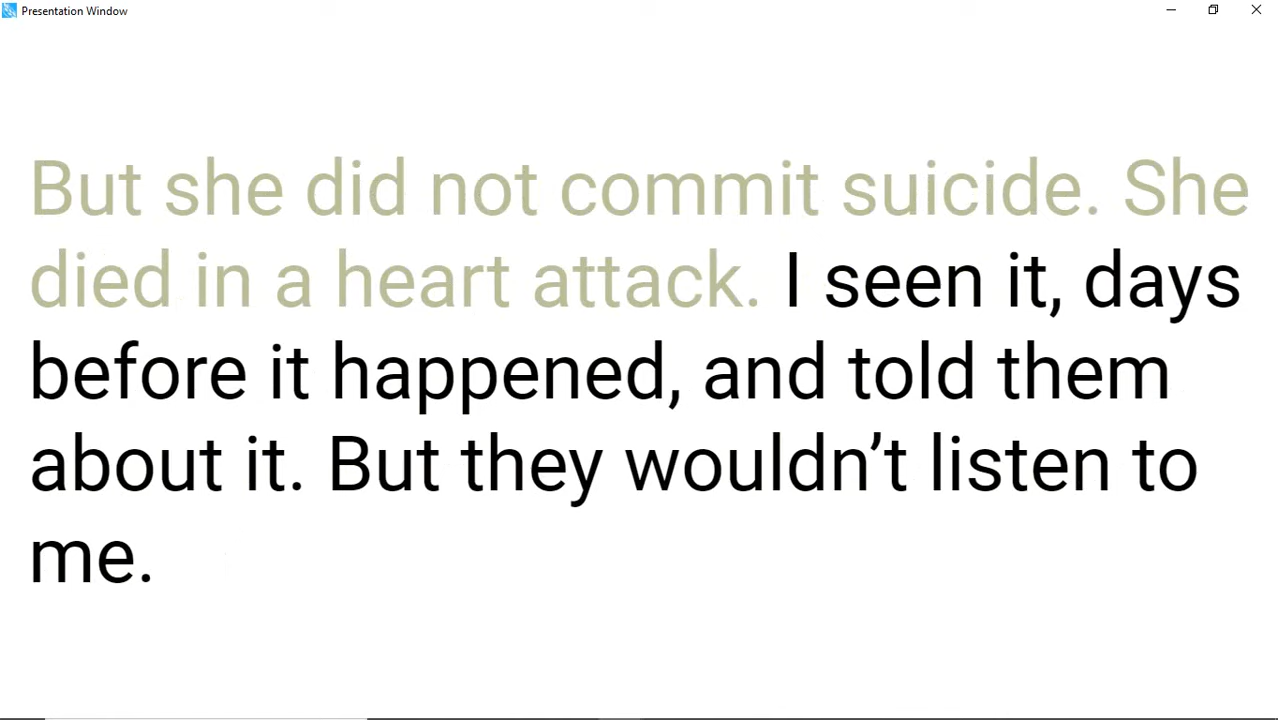 Presentation Window
But she did not commit suicide. She
died in a heart attack. I seen it, days
before it happened, and told them
about it. But they wouldn’t listen to
me.